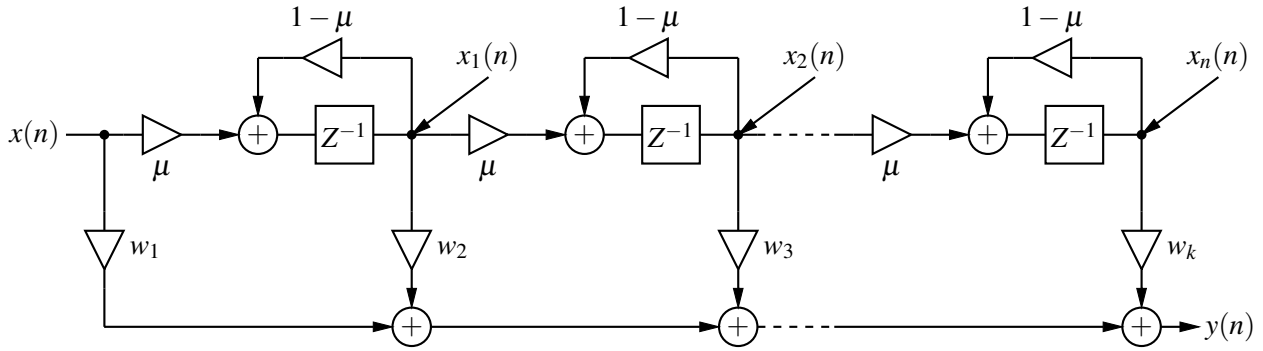 1 − μ
1 − μ
1 − μ
x₁(n)
x₂(n)
xₙ(n)
x(n)
+
Z⁻¹
+
Z⁻¹
+
Z⁻¹
μ
μ
μ
w₁
w₂
w₃
wₖ
+
+
+
y(n)